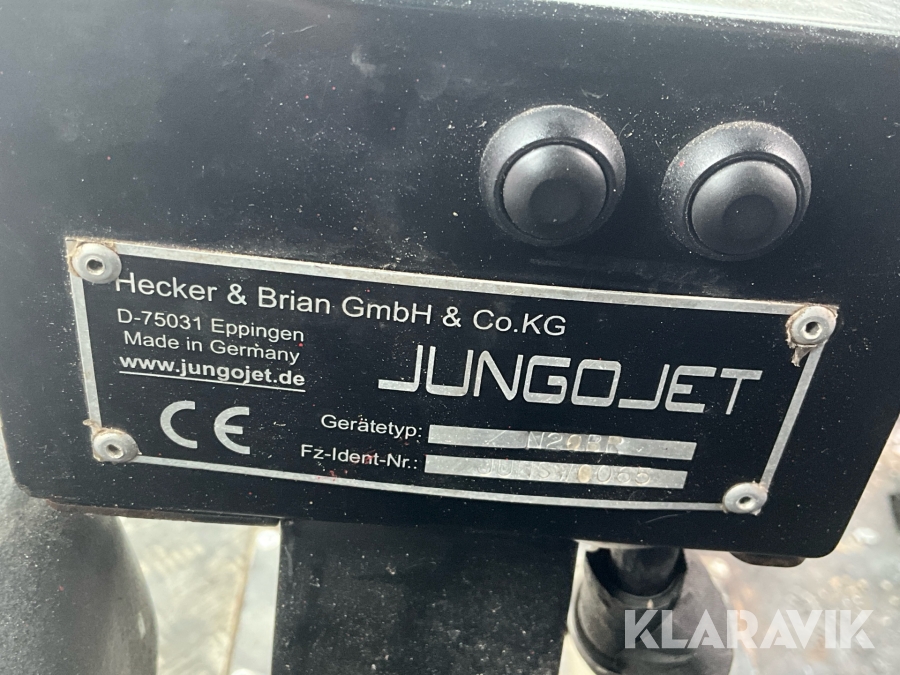 Hecker & Brian GmbH & Co.KG
D-75031 Eppingen
Made in Germany
www.jungojet.de
JUNGOJET
CE
Gerätetyp:
Fz-Ident-Nr.:
KLARAVIK